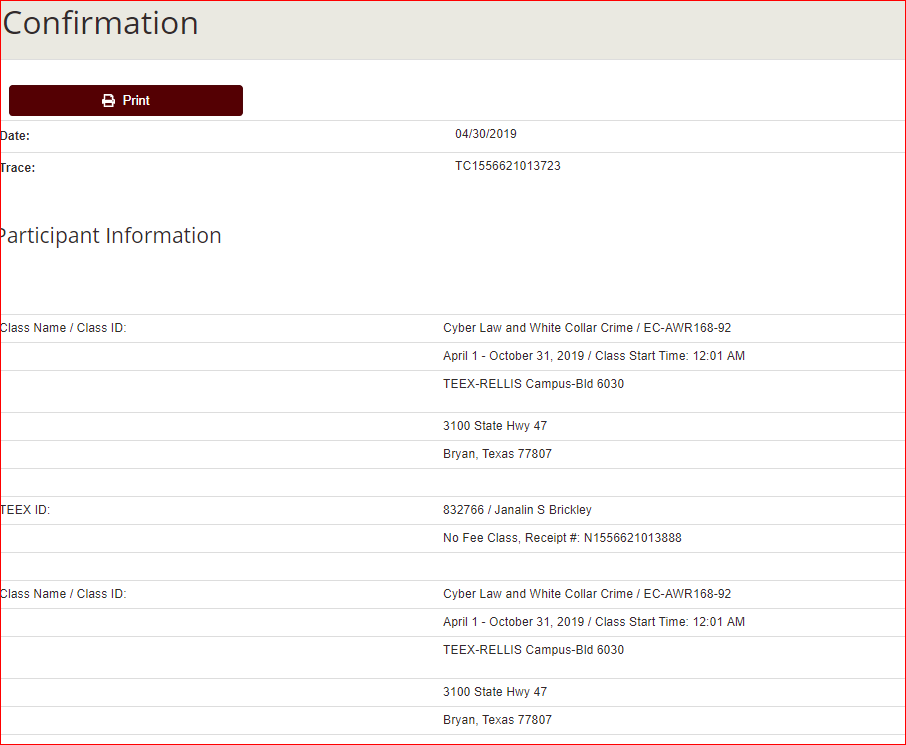 Confirmation
Print
Date: 04/30/2019
Trace: TC1556621013723
Participant Information
Class Name / Class ID: Cyber Law and White Collar Crime / EC-AWR168-92
April 1 - October 31, 2019 / Class Start Time: 12:01 AM
TEEX-RELLIS Campus-Bld 6030
3100 State Hwy 47
Bryan, Texas 77807
TEEX ID: 832766 / Janalin S Brickley
No Fee Class, Receipt #: N1556621013888
Class Name / Class ID: Cyber Law and White Collar Crime / EC-AWR168-92
April 1 - October 31, 2019 / Class Start Time: 12:01 AM
TEEX-RELLIS Campus-Bld 6030
3100 State Hwy 47
Bryan, Texas 77807